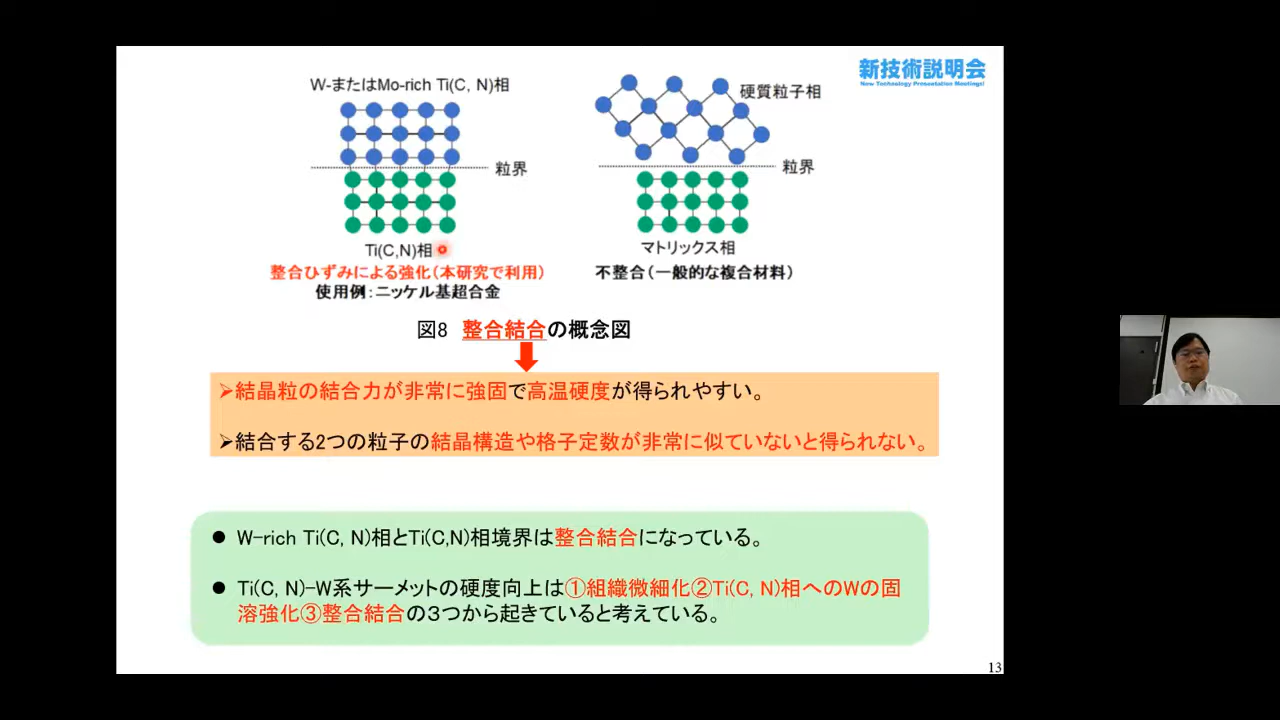 新技術説明会
New Technology Presentation Meetings!
W-またはMo-rich Ti(C, N)相
粒界
Ti(C,N)相
整合ひずみによる強化(本研究で利用)
使用例:ニッケル基超合金
硬質粒子相
粒界
マトリックス相
不整合(一般的な複合材料)
図8 整合結合の概念図
➢結晶粒の結合力が非常に強固で高温硬度が得られやすい。
➢結合する2つの粒子の結晶構造や格子定数が非常に似ていないと得られない。
● W-rich Ti(C, N)相とTi(C,N)相境界は整合結合になっている。
● Ti(C, N)-W系サーメットの硬度向上は①組織微細化②Ti(C, N)相へのWの固
溶強化③整合結合の3つから起きていると考えている。
13